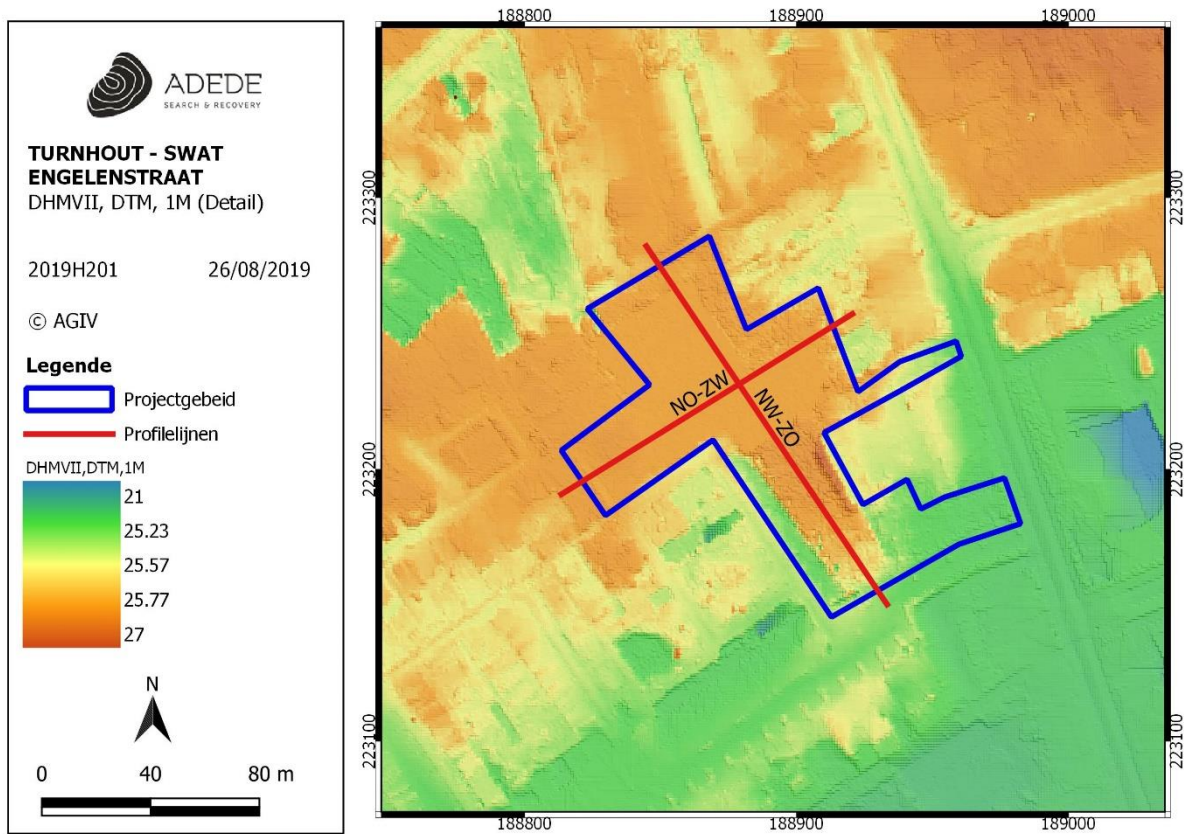 ADEDE
SEARCH & RECOVERY
TURNHOUT - SWAT
ENGELENSTRAAT
DHMVII, DTM, 1M (Detail)
2019H201 26/08/2019
© AGIV
Legende
Projectgebeid
Profilelijnen
DHMVII,DTM,1M
21
25.23
25.57
25.77
27
N
0 40 80 m
188800 188900 189000
223300 223300
NO-ZW
NW-ZO
223200 223200
223100 223100
188800 188900 189000